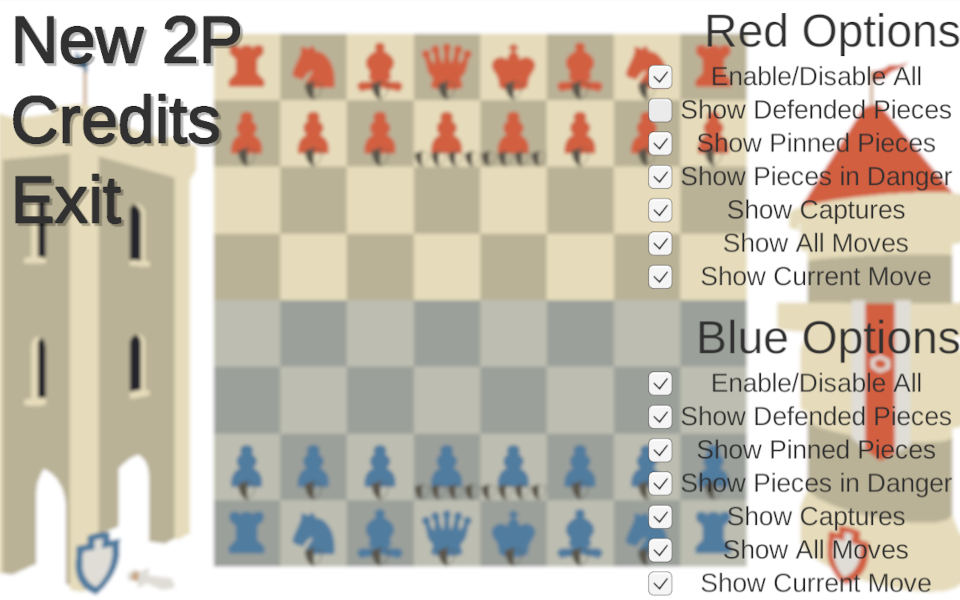 New 2P
Credits
Exit
Red Options
Enable/Disable All
Show Defended Pieces
Show Pinned Pieces
Show Pieces in Danger
Show Captures
Show All Moves
Show Current Move
Blue Options
Enable/Disable All
Show Defended Pieces
Show Pinned Pieces
Show Pieces in Danger
Show Captures
Show All Moves
Show Current Move